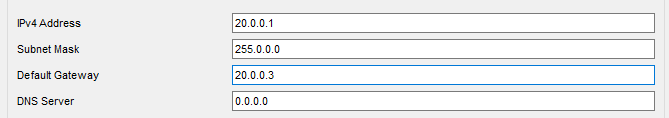 IPv4 Address 20.0.0.1
Subnet Mask 255.0.0.0
Default Gateway 20.0.0.3
DNS Server 0.0.0.0